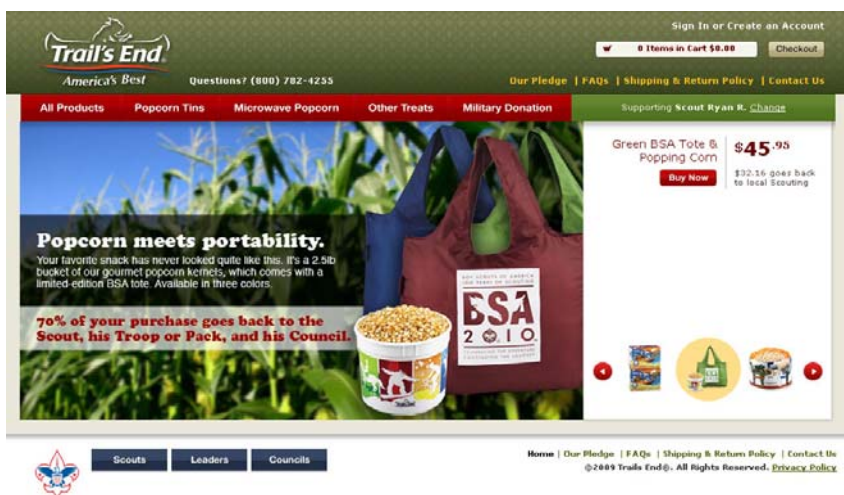 Sign In or Create an Account
Trail's End
America's Best
0 Items in Cart $0.00
Checkout
Questions? (800) 782-4255
Our Pledge | FAQs | Shipping & Return Policy | Contact Us
All Products
Popcorn Tins
Microwave Popcorn
Other Treats
Military Donation
Supporting Scout Ryan R. Change
Green BSA Tote &
Popping Corn
$45.95
Buy Now
$32.16 goes back
to local Scouting
Popcorn meets portability.
Your favorite snack has never looked
quite like this. It's a 2.5lb
bucket of our gourmet popcorn kernels, which comes with a
limited-edition BSA tote. Available in three colors.
70% of your purchase goes back to the
Scout, his Troop or Pack, and his Council.
BOY SCOUTS OF AMERICA
BSA
2010
Scouts
Leaders
Councils
Home | Our Pledge | FAQs | Shipping & Return Policy | Contact Us
©2009 Trails End®. All Rights Reserved. Privacy Policy